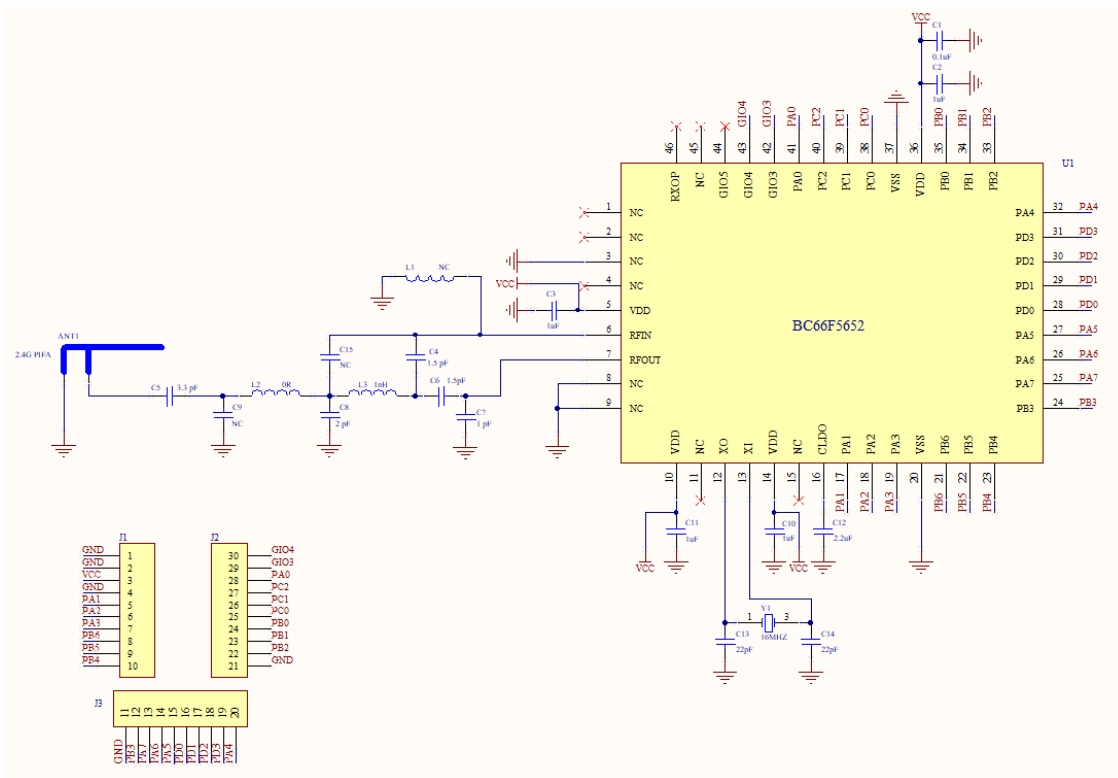 VCC
C1
0.1uF
C2
1uF
GIO4
GIO3
PA0
PC2
PC1
PC0
PB0
PB1
PB2
46
45
44
43
42
41
40
39
38
37
36
35
34
33
U1
RXOP
NC
GIO5
GIO4
GIO3
PA0
PC2
PC1
PC0
VSS
VDD
PB0
PB1
PB2
1 NC
2 NC
3 NC
4 NC
5 VDD
6 RFIN
7 RFOUT
8 NC
9 NC
BC66F5652
PA4 32 PA4
PD3 31 PD3
PD2 30 PD2
PD1 29 PD1
PD0 28 PD0
PA5 27 PA5
PA6 26 PA6
PA7 25 PA7
PB3 24 PB3
VCC
C3
1uF
L1 NC
ANT1
2.4G PIFA
C15
NC
C4
1.5 pF
C5 3.3 pF
L2 0R
L3 1nH
C6 1.5pF
C9
NC
C8
2 pF
C7
1 pF
VDD
NC
XO
XI
VDD
NC
CLDO
PA1
PA2
PA3
VSS
PB6
PB5
PB4
10
11
12
13
14
15
16
17
18
19
20
21
22
23
PA1
PA2
PA3
PB6
PB5
PB4
C11
1uF
VCC
C10
1uF
VCC
C12
2.2uF
Y1
1 3
16MHZ
C13
22pF
C14
22pF
J1
GND 1
GND 2
VCC 3
GND 4
PA1 5
PA2 6
PA3 7
PB6 8
PB5 9
PB4 10
J2
30 GIO4
29 GIO3
28 PA0
27 PC2
26 PC1
25 PC0
24 PB0
23 PB1
22 PB2
21 GND
J3
11
12
13
14
15
16
17
18
19
20
GND
PB3
PA7
PA6
PA5
PD0
PD1
PD2
PD3
PA4